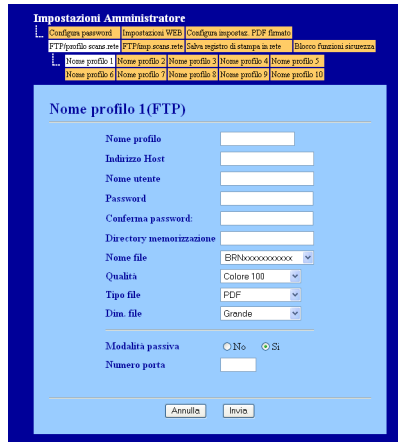 Impostazioni Amministratore
Configura password Impostazioni WEB Configura impostaz. PDF firmato
FTP/profilo scans.rete FTP/imp.scans.rete Salva registro di stampa in rete Blocco funzioni sicurezza
Nome profilo 1 Nome profilo 2 Nome profilo 3 Nome profilo 4 Nome profilo 5
Nome profilo 6 Nome profilo 7 Nome profilo 8 Nome profilo 9 Nome profilo 10
Nome profilo 1(FTP)
Nome profilo
Indirizzo Host
Nome utente
Password
Conferma password:
Directory memorizzazione
Nome file BRNxxxxxxxxxxx
Qualità Colore 100
Tipo file PDF
Dim. file Grande
Modalità passiva No Si
Numero porta
Annulla Invia